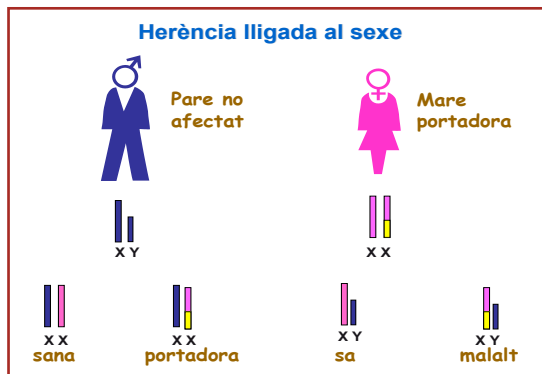 Herència lligada al sexe
Pare no
afectat
Mare
portadora
X Y
X X
X X
X X
X Y
X Y
sana
portadora
sa
malalt